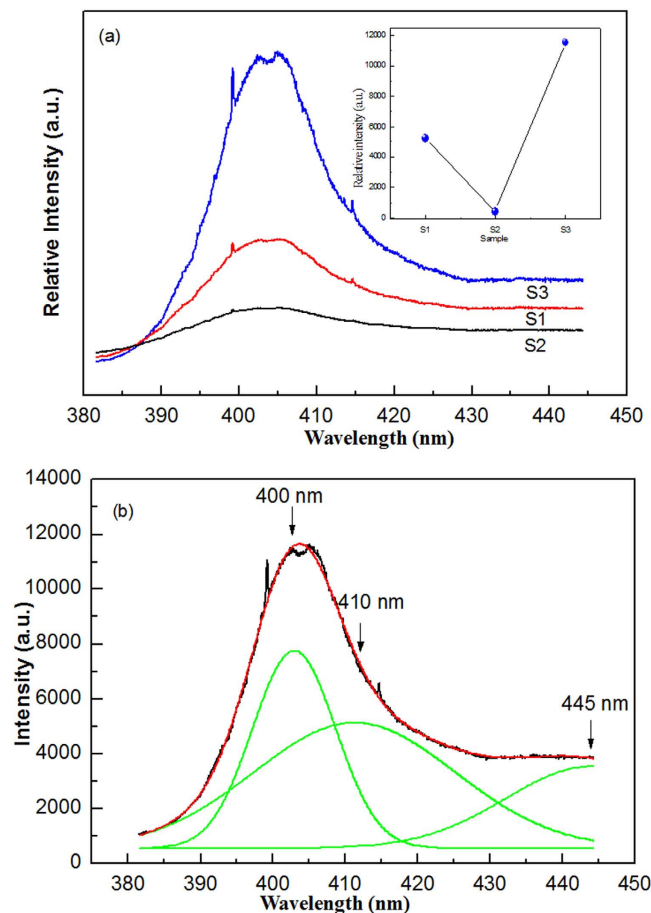 (a)
Relative Intensity (a.u.)
12000
10000
8000
6000
4000
2000
0
Relative intensity (a.u.)
S1 S2 S3
Sample
S3
S1
S2
380 390 400 410 420 430 440 450
Wavelength (nm)
(b)
14000
12000
10000
8000
6000
4000
2000
0
Intensity (a.u.)
400 nm
410 nm
445 nm
380 390 400 410 420 430 440 450
Wavelength (nm)